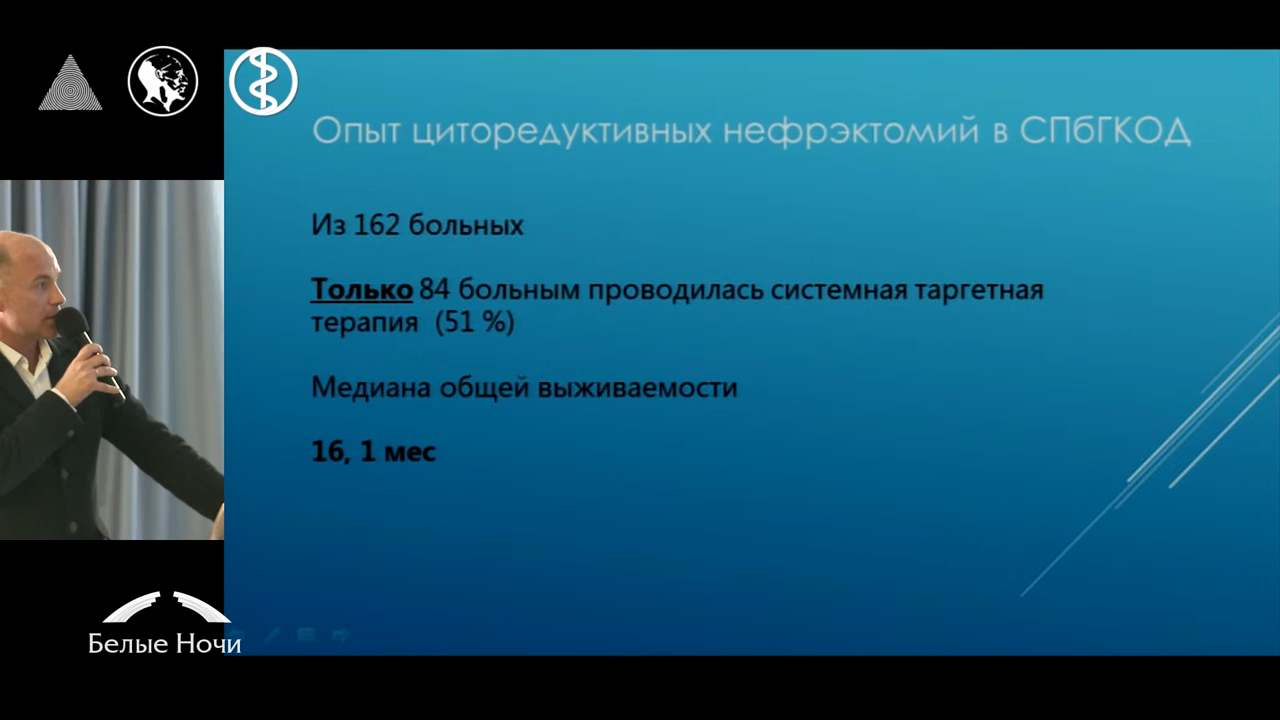 Опыт циторедуктивных нефрэктомий в СПбГКОД
Из 162 больных
Только 84 больным проводилась системная таргетная
терапия (51 %)
Медиана общей выживаемости
16, 1 мес
Белые Ночи